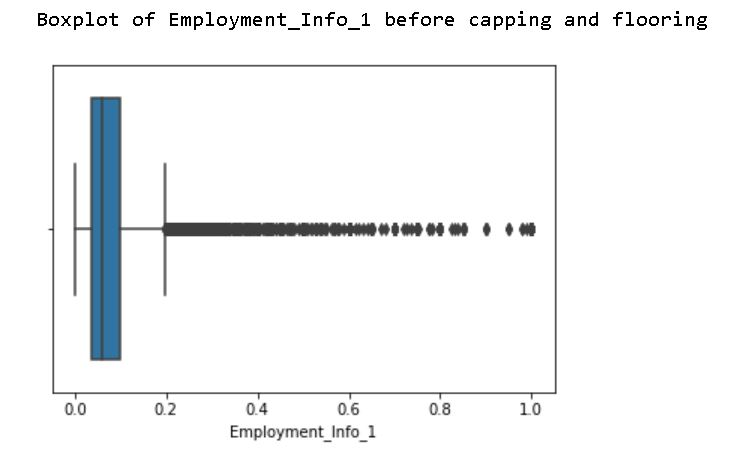 Boxplot of Employment_Info_1 before capping and flooring
0.0 0.2 0.4 0.6 0.8 1.0
Employment_Info_1